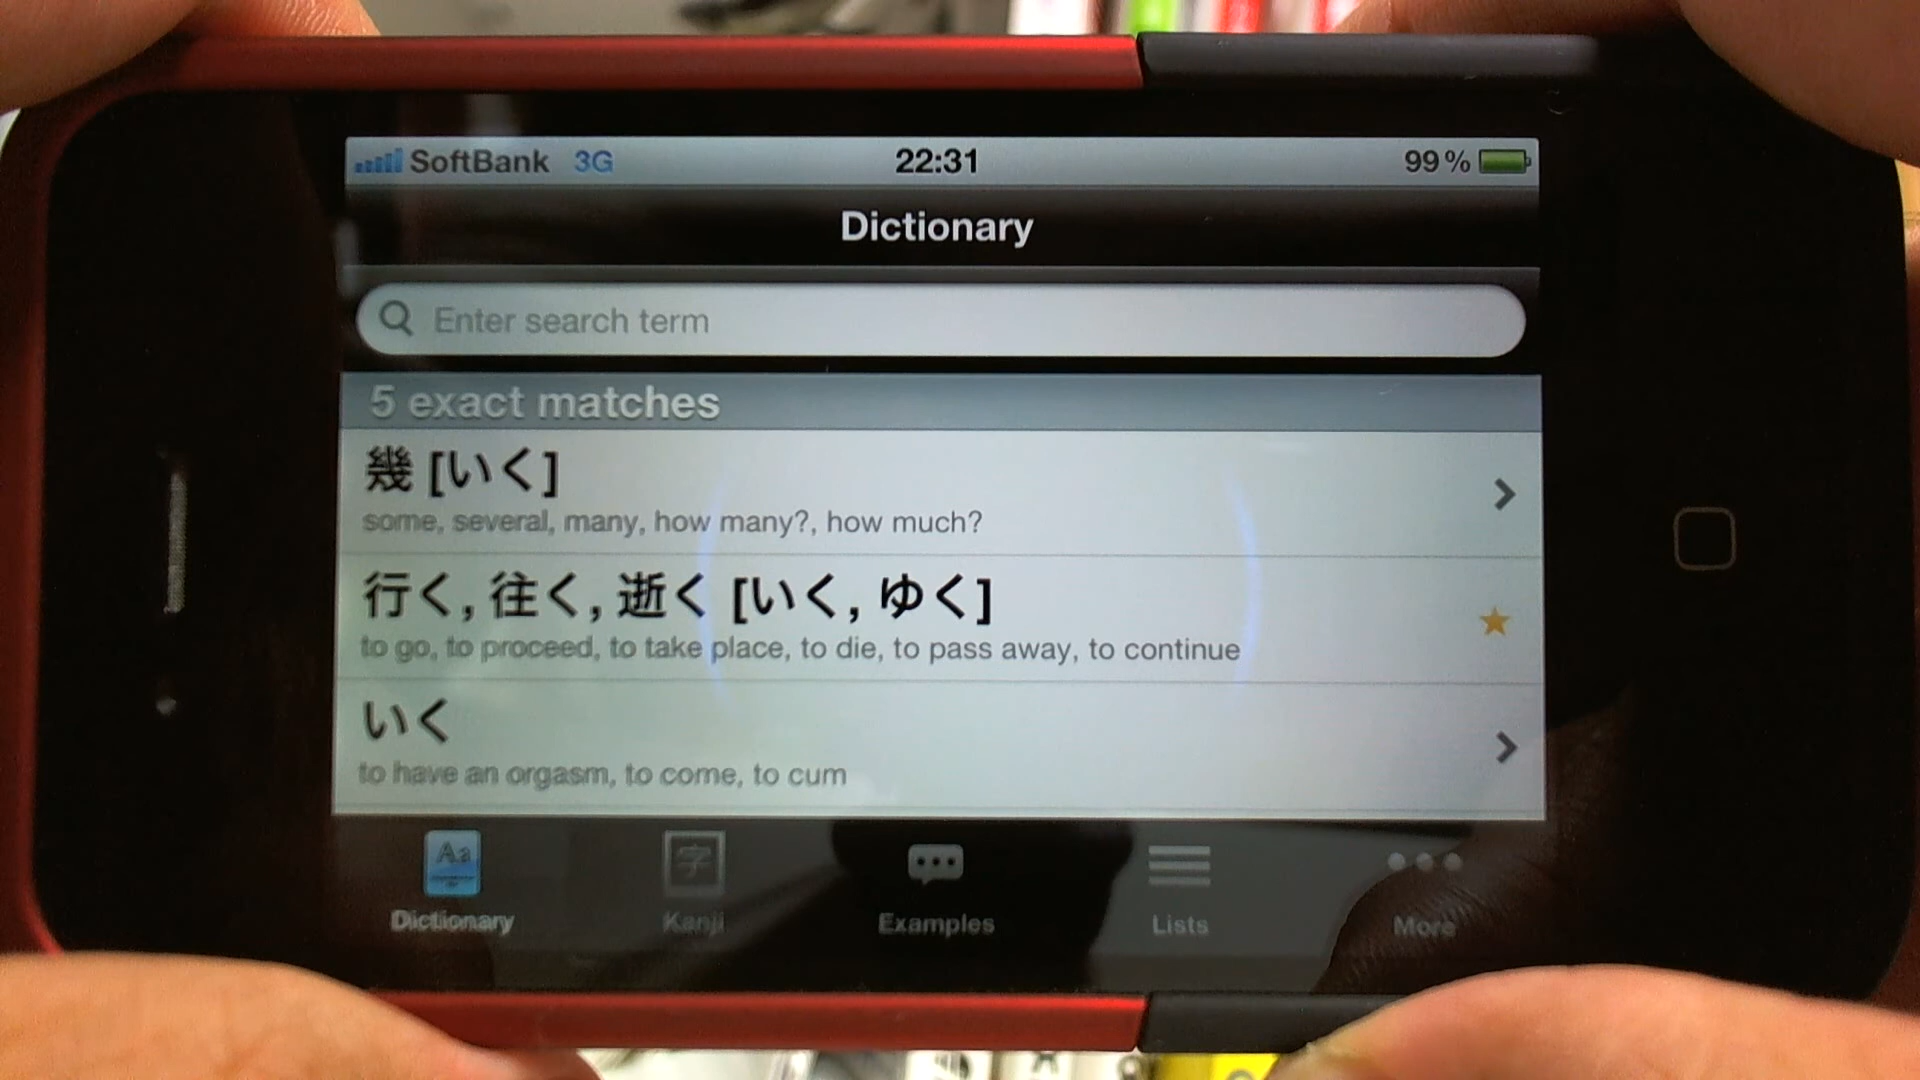 SoftBank 3G 22:31 99%
Dictionary
Enter search term
5 exact matches
幾 [いく]
some, several, many, how many?, how much?
行く, 往く, 逝く [いく, ゆく]
to go, to proceed, to take place, to die, to pass away, to continue
いく
to have an orgasm, to come, to cum
Aa 字
Dictionary Kanji Examples Lists More